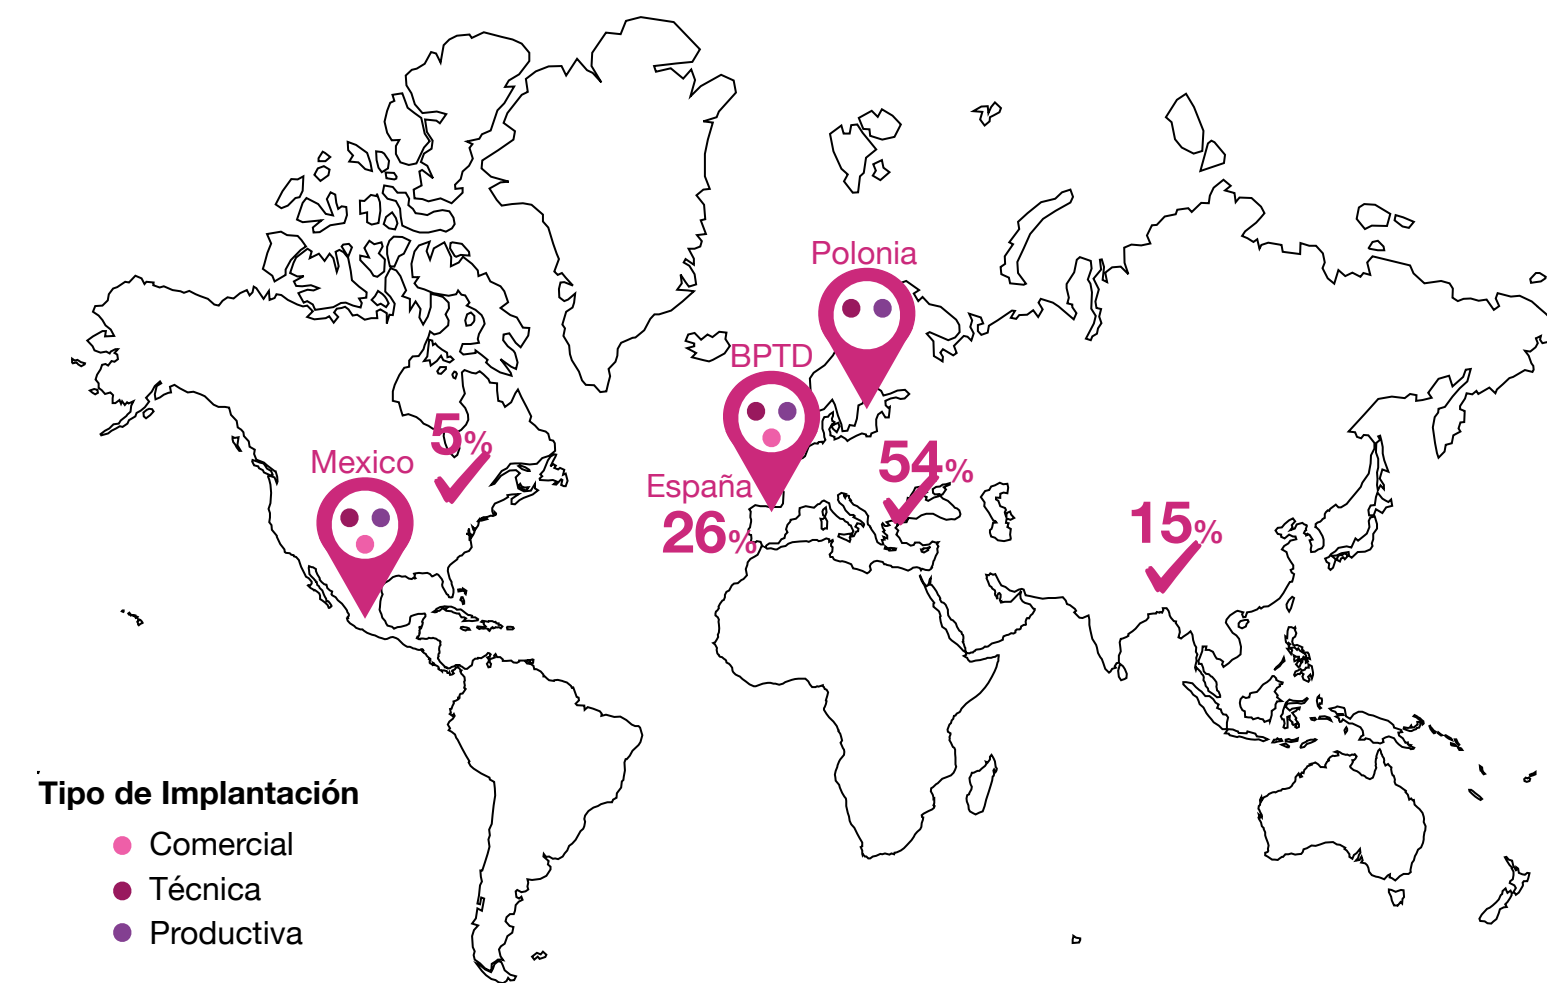 Polonia
BPTD
5%
Mexico
54%
España
26%
15%
Tipo de Implantación
Comercial
Técnica
Productiva